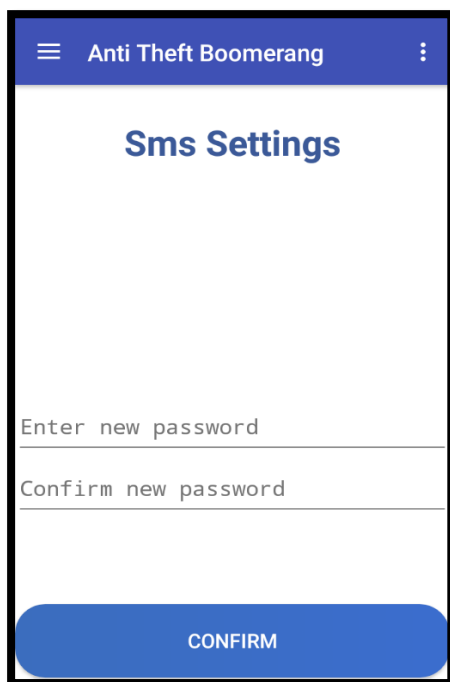 Anti Theft Boomerang
Sms Settings
Enter new password
Confirm new password
CONFIRM